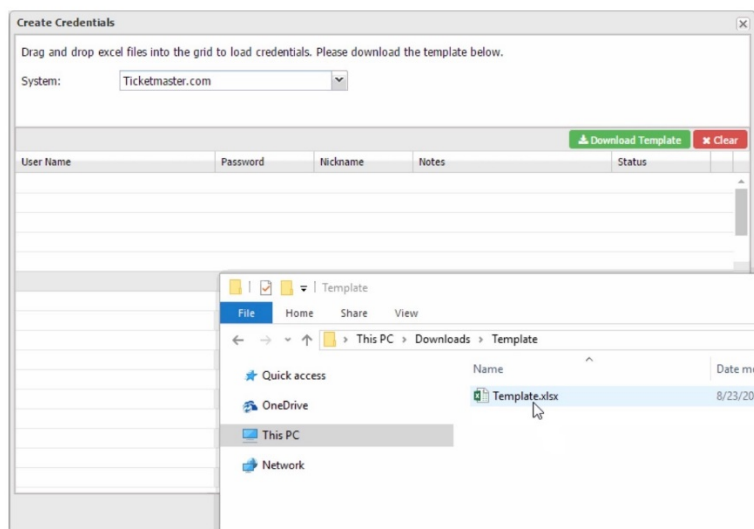 Create Credentials
Drag and drop excel files into the grid to load credentials. Please download the template below.
System: Ticketmaster.com
Download Template Clear
User Name Password Nickname Notes Status
Template
File Home Share View
This PC Downloads Template
Name Date
Quick access
Template.xlsx 8/23/20
OneDrive
This PC
Network